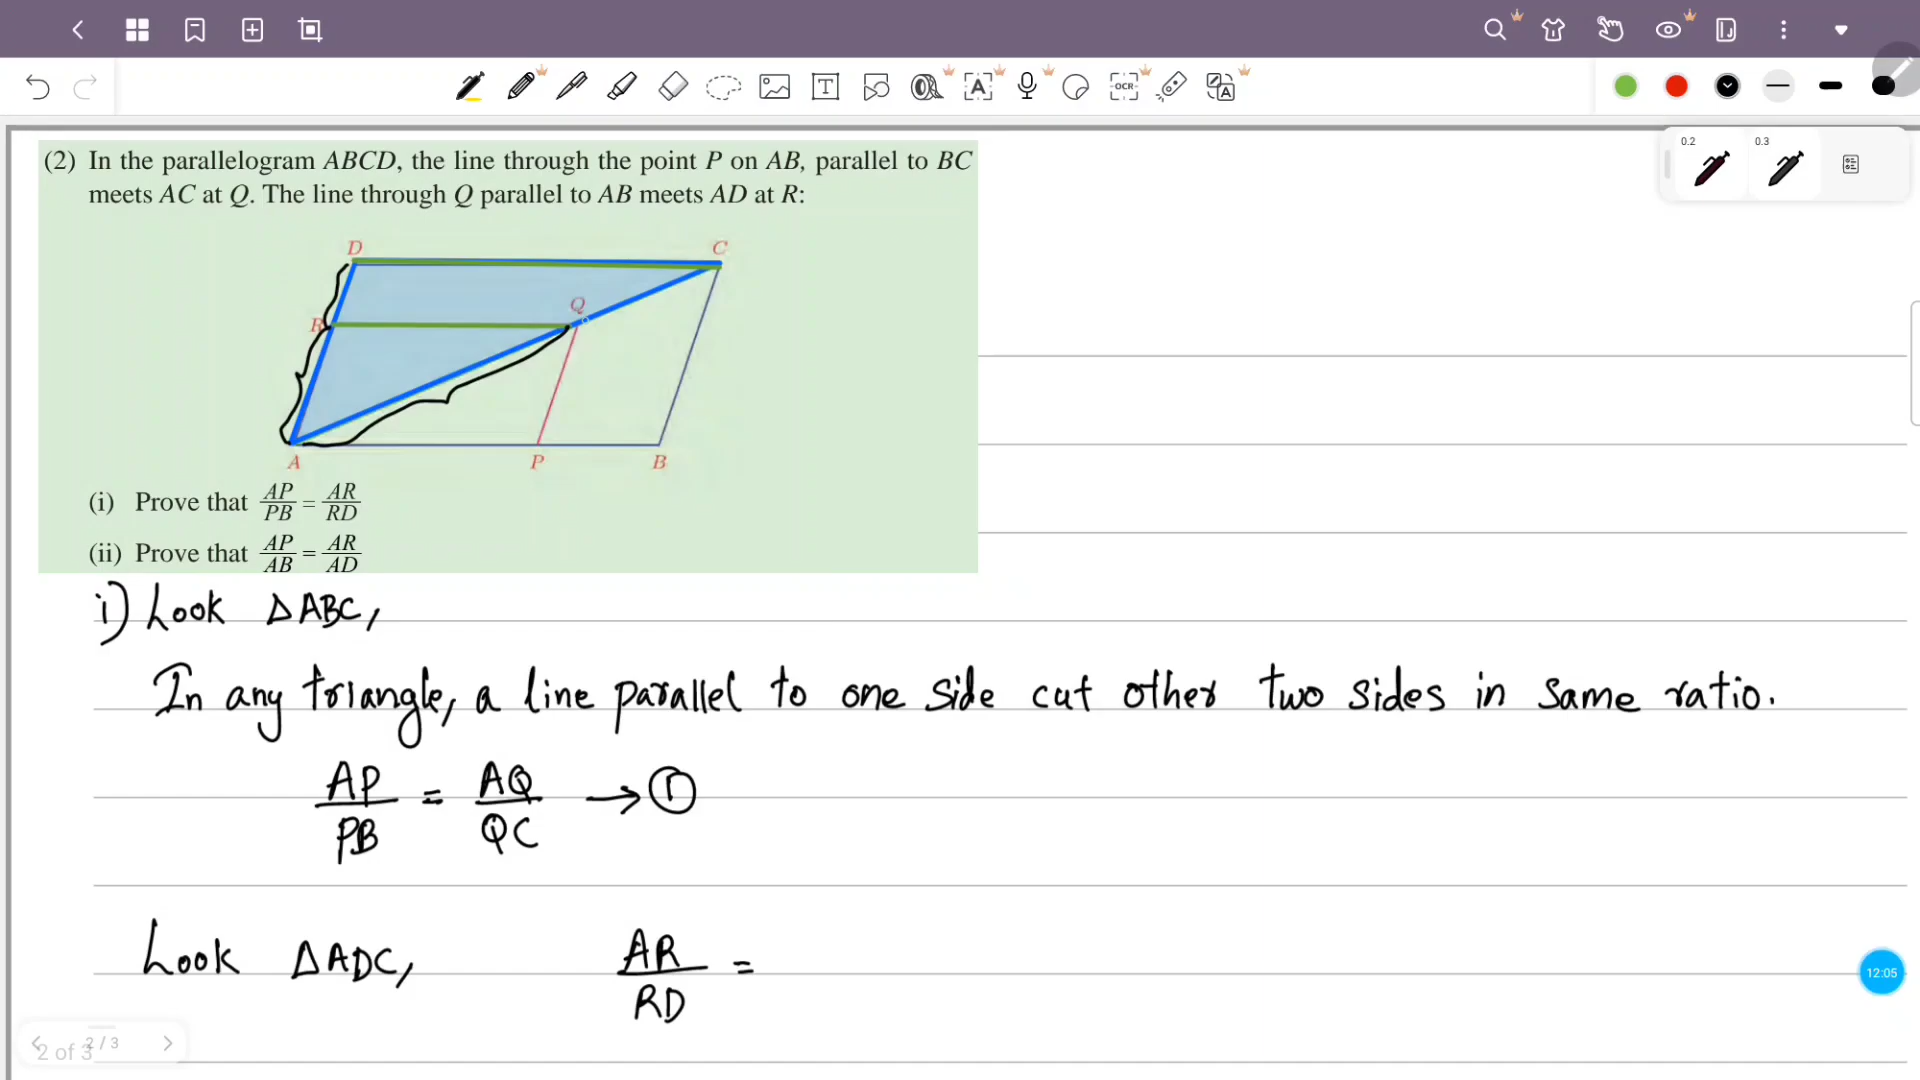 OCR
0.2
0.3
(2) In the parallelogram ABCD, the line through the point P on AB, parallel to BC
meets AC at Q. The line through Q parallel to AB meets AD at R:
D
C
Q
R
A
P
B
(i) Prove that AP/PB = AR/RD
(ii) Prove that AP/AB = AR/AD
i) Look △ABC,
In any triangle, a line parallel to one side cut other two sides in same ratio.
AP/PB = AQ/QC → ①
Look △ADC, AR/RD =
12:05
2 / 3
2 of 3